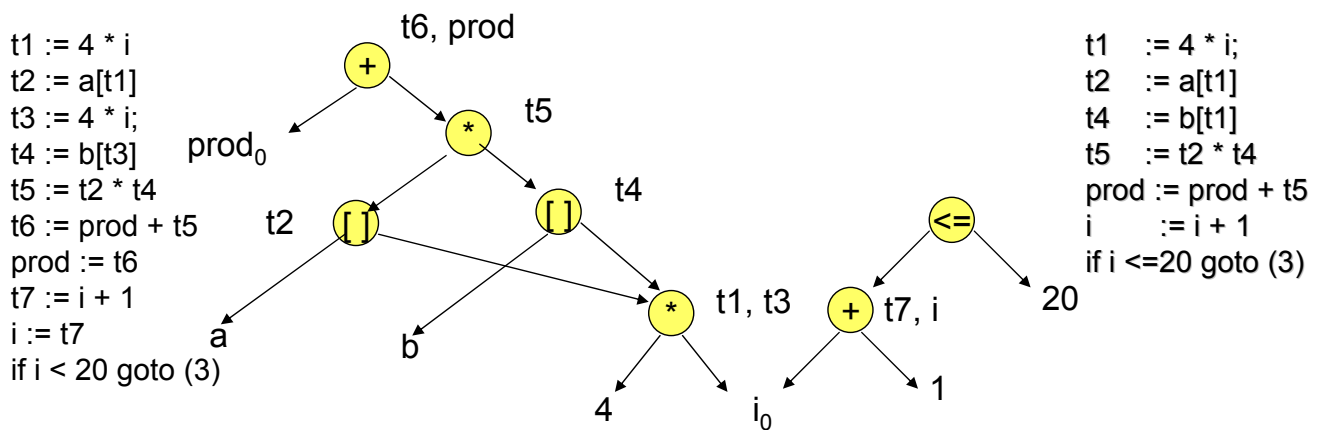 t1 := 4 * i
t2 := a[t1]
t3 := 4 * i;
t4 := b[t3]
t5 := t2 * t4
t6 := prod + t5
prod := t6
t7 := i + 1
i := t7
if i < 20 goto (3)
t6, prod
+
prod₀
*
t5
t2
[ ]
[ ]
t4
a
b
*
t1, t3
4
i₀
<=
+
t7, i
20
1
t1 := 4 * i;
t2 := a[t1]
t4 := b[t1]
t5 := t2 * t4
prod := prod + t5
i := i + 1
if i <=20 goto (3)